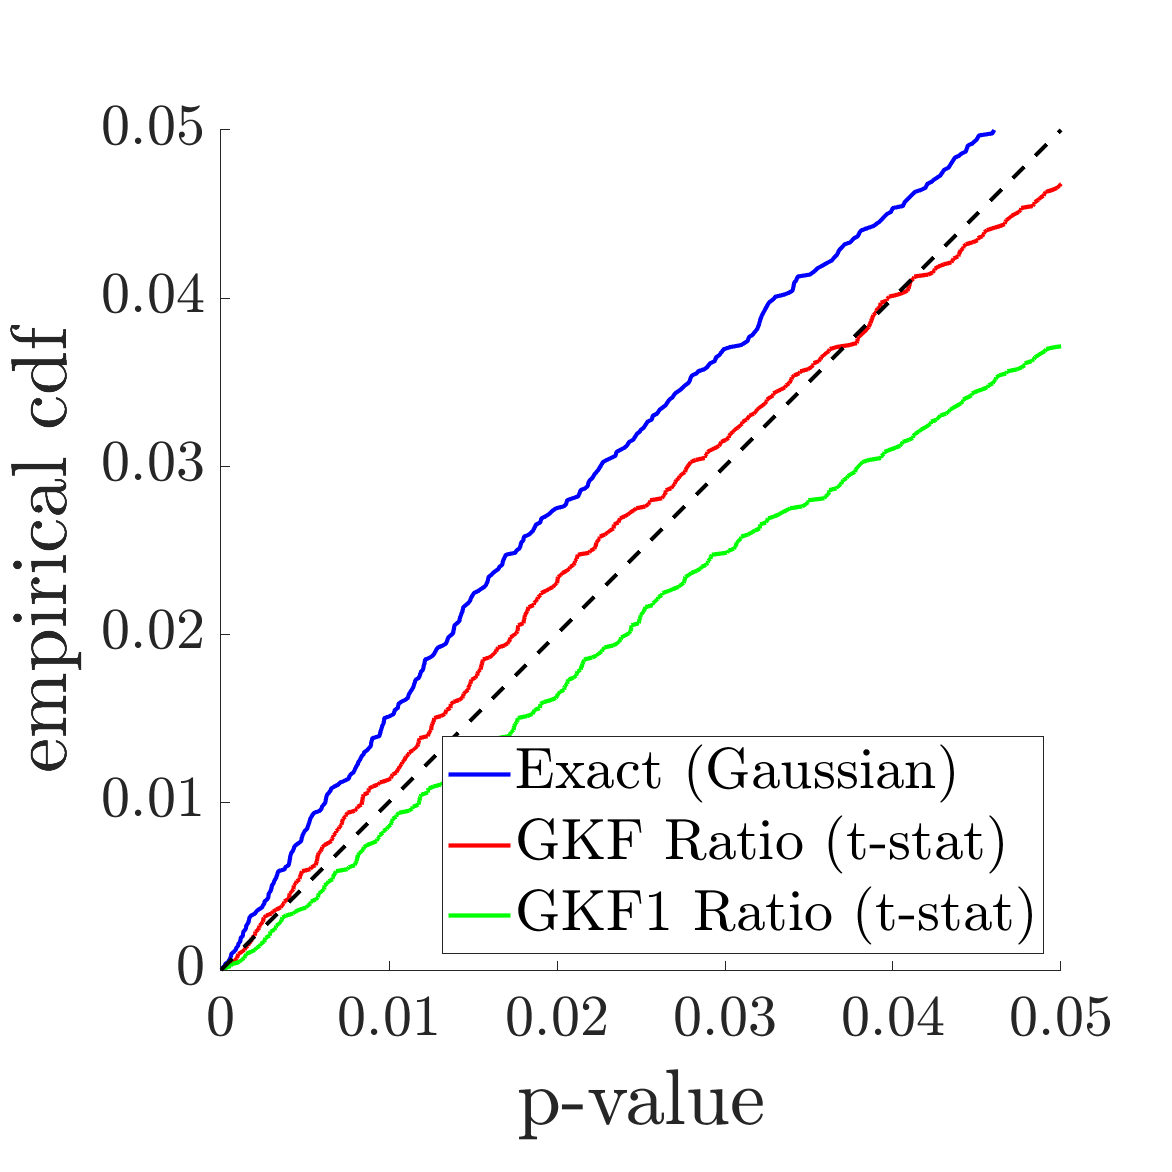 0.05
0.04
0.03
0.02
0.01
0
empirical cdf
Exact (Gaussian)
GKF Ratio (t-stat)
GKF1 Ratio (t-stat)
0 0.01 0.02 0.03 0.04 0.05
p-value